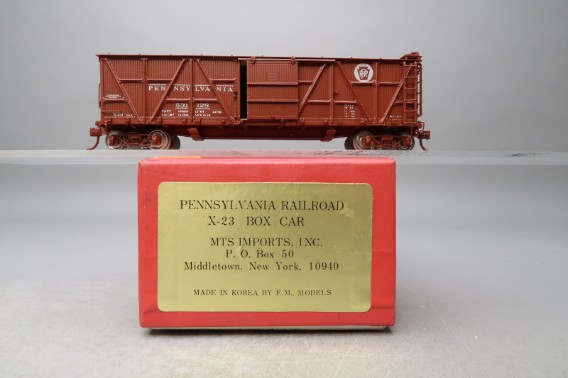 PENNSYLVANIA
PENNSYLVANIA RAILROAD
X-23 BOX CAR
MTS IMPORTS, INC.
P. O. Box 50
Middletown, New York, 10940
MADE IN KOREA BY F.M. MODELS